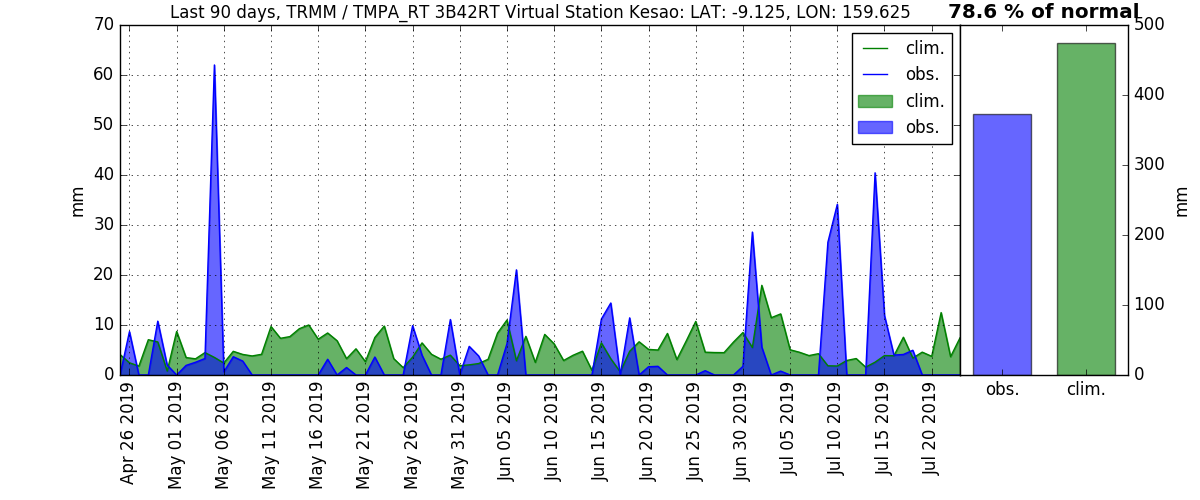 Last 90 days, TRMM / TMPA_RT 3B42RT Virtual Station Kesao: LAT: -9.125, LON: 159.625
78.6 % of normal
70
60
50
40
30
20
10
0
mm
clim.
obs.
clim.
obs.
500
400
300
200
100
0
mm
Apr 26 2019
May 01 2019
May 06 2019
May 11 2019
May 16 2019
May 21 2019
May 26 2019
May 31 2019
Jun 05 2019
Jun 10 2019
Jun 15 2019
Jun 20 2019
Jun 25 2019
Jun 30 2019
Jul 05 2019
Jul 10 2019
Jul 15 2019
Jul 20 2019
obs.
clim.